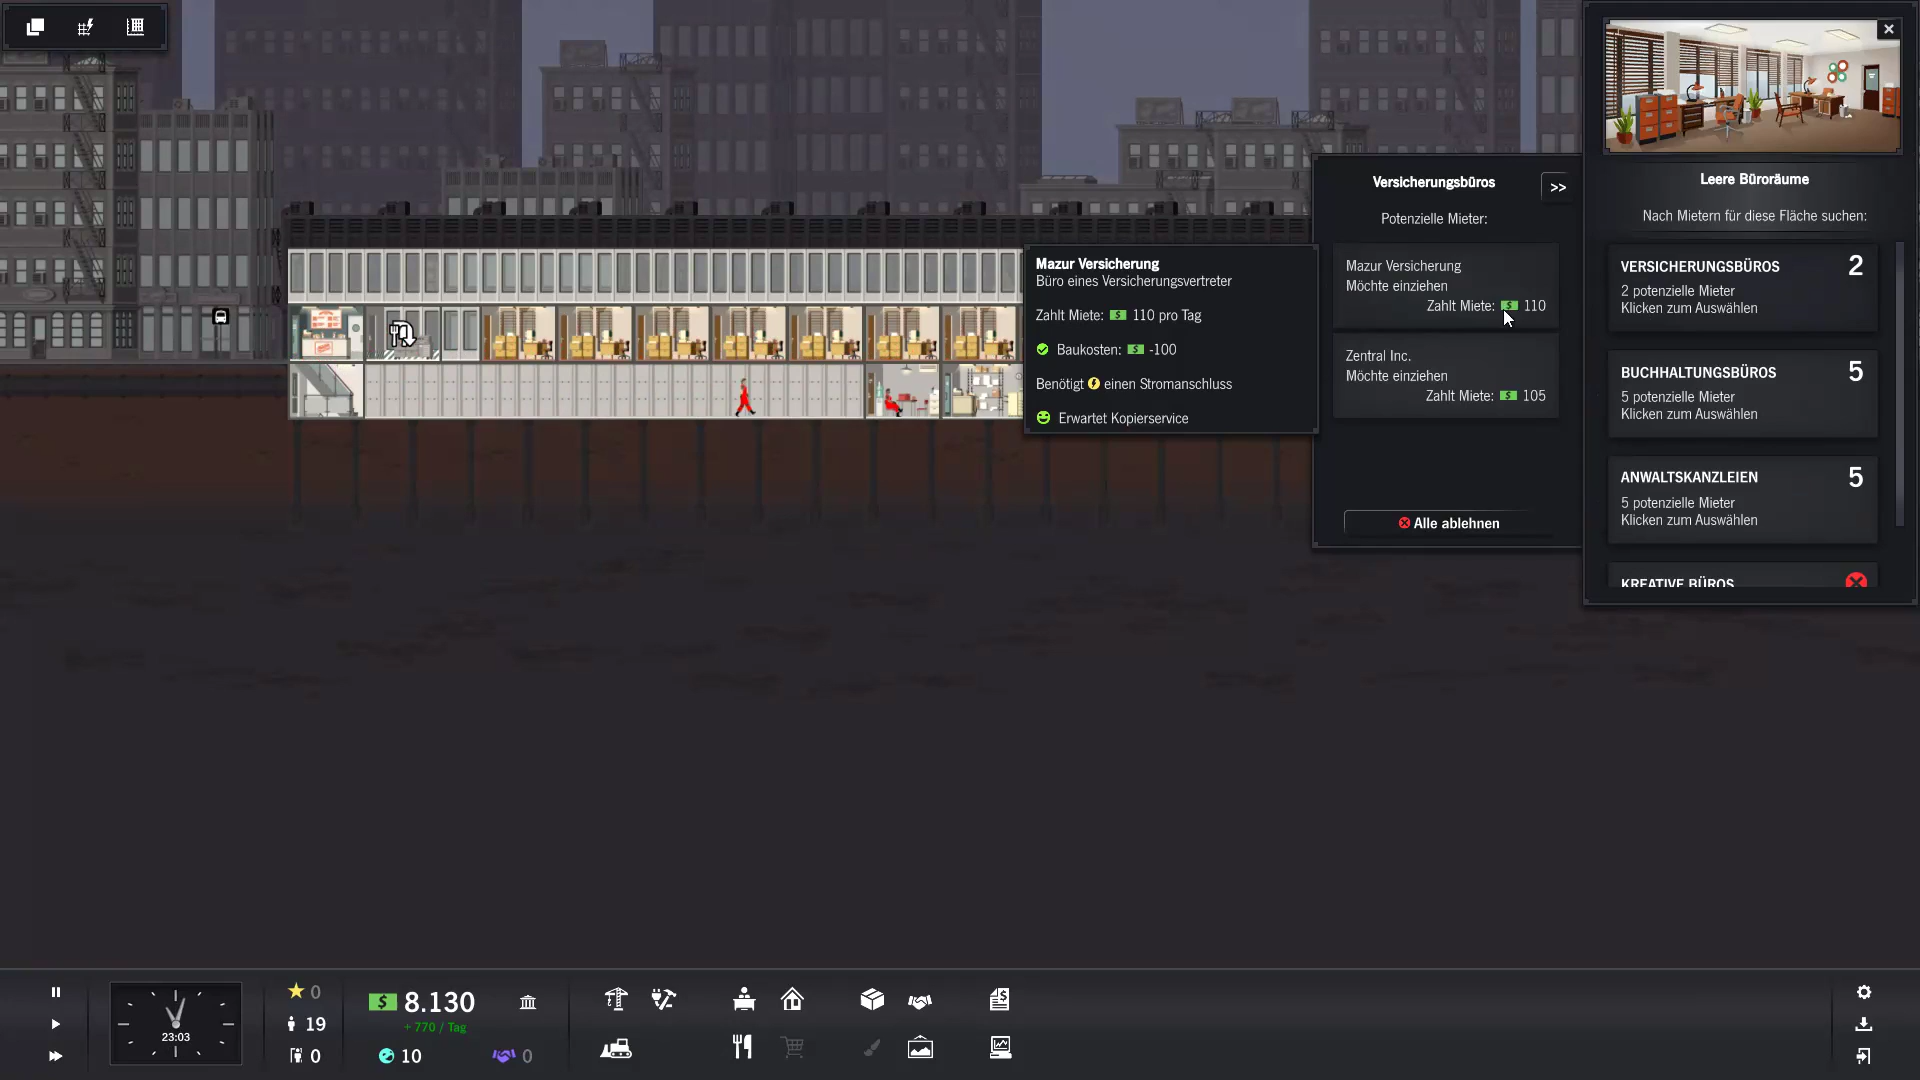 Leere Büroräume
Nach Mietern für diese Fläche suchen:
VERSICHERUNGSBÜROS 2
2 potenzielle Mieter
Klicken zum Auswählen
BUCHHALTUNGSBÜROS 5
5 potenzielle Mieter
Klicken zum Auswählen
ANWALTSKANZLEIEN 5
5 potenzielle Mieter
Klicken zum Auswählen
KREATIVE BÜROS
Versicherungsbüros >>
Potenzielle Mieter:
Mazur Versicherung
Möchte einziehen
Zahlt Miete: $ 110
Zentral Inc.
Möchte einziehen
Zahlt Miete: $ 105
Alle ablehnen
Mazur Versicherung
Büro eines Versicherungsvertreter
Zahlt Miete: $ 110 pro Tag
Baukosten: $ -100
Benötigt einen Stromanschluss
Erwartet Kopierservice
23:03
0
19
0
$ 8.130
+ 770 / Tag
10
0